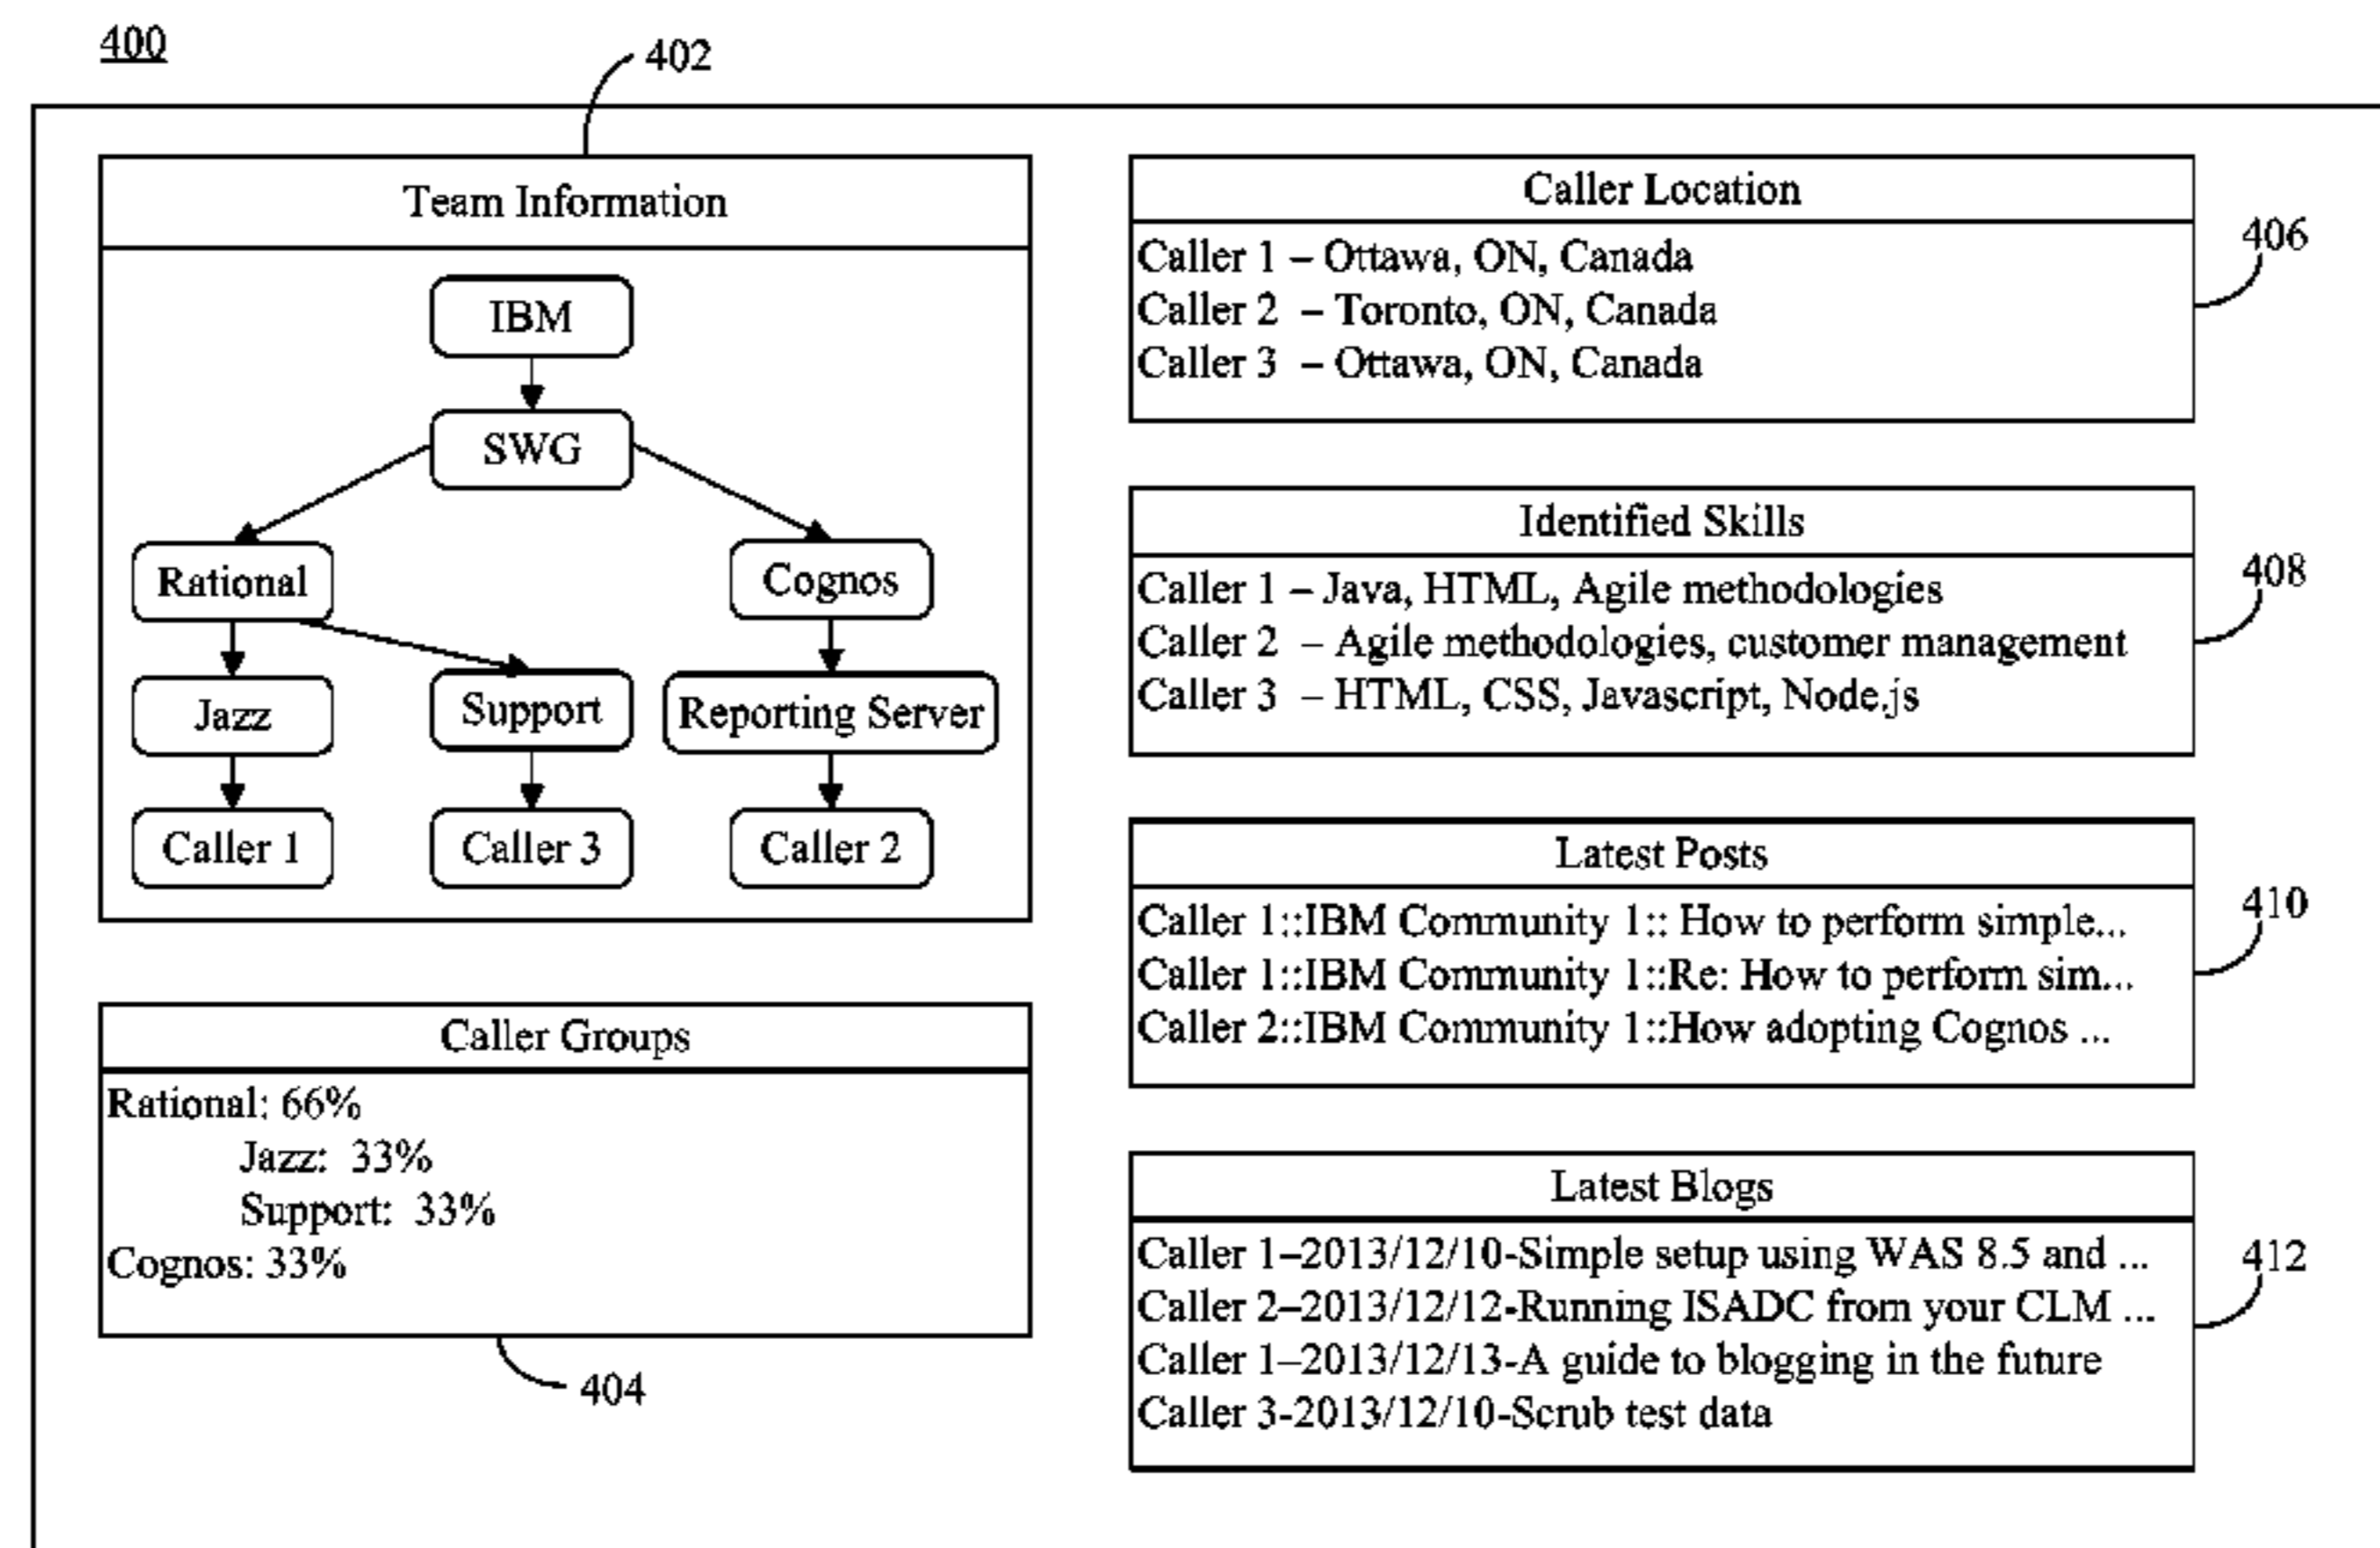 400
402
Team Information
IBM
SWG
Rational
Cognos
Jazz
Support
Reporting Server
Caller 1
Caller 3
Caller 2
Caller Groups
Rational: 66%
Jazz: 33%
Support: 33%
Cognos: 33%
404
Caller Location
Caller 1 – Ottawa, ON, Canada
Caller 2 – Toronto, ON, Canada
Caller 3 – Ottawa, ON, Canada
406
Identified Skills
Caller 1 – Java, HTML, Agile methodologies
Caller 2 – Agile methodologies, customer management
Caller 3 – HTML, CSS, Javascript, Node.js
408
Latest Posts
Caller 1::IBM Community 1:: How to perform simple...
Caller 1::IBM Community 1::Re: How to perform sim...
Caller 2::IBM Community 1::How adopting Cognos ...
410
Latest Blogs
Caller 1–2013/12/10-Simple setup using WAS 8.5 and ...
Caller 2–2013/12/12-Running ISADC from your CLM ...
Caller 1–2013/12/13-A guide to blogging in the future
Caller 3-2013/12/10-Scrub test data
412